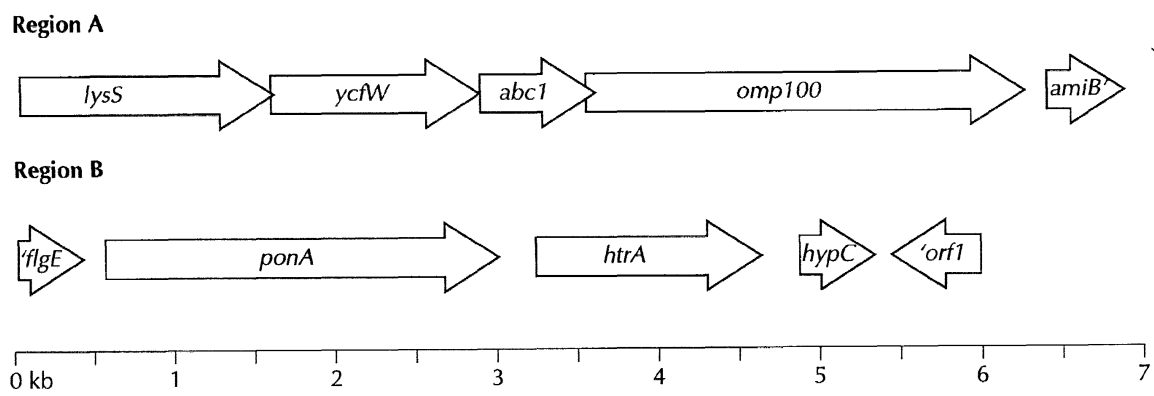 Region A
lysS ycfW abc1 omp100 amiB'
Region B
'flgE ponA htrA hypC 'orf1
0 kb 1 2 3 4 5 6 7